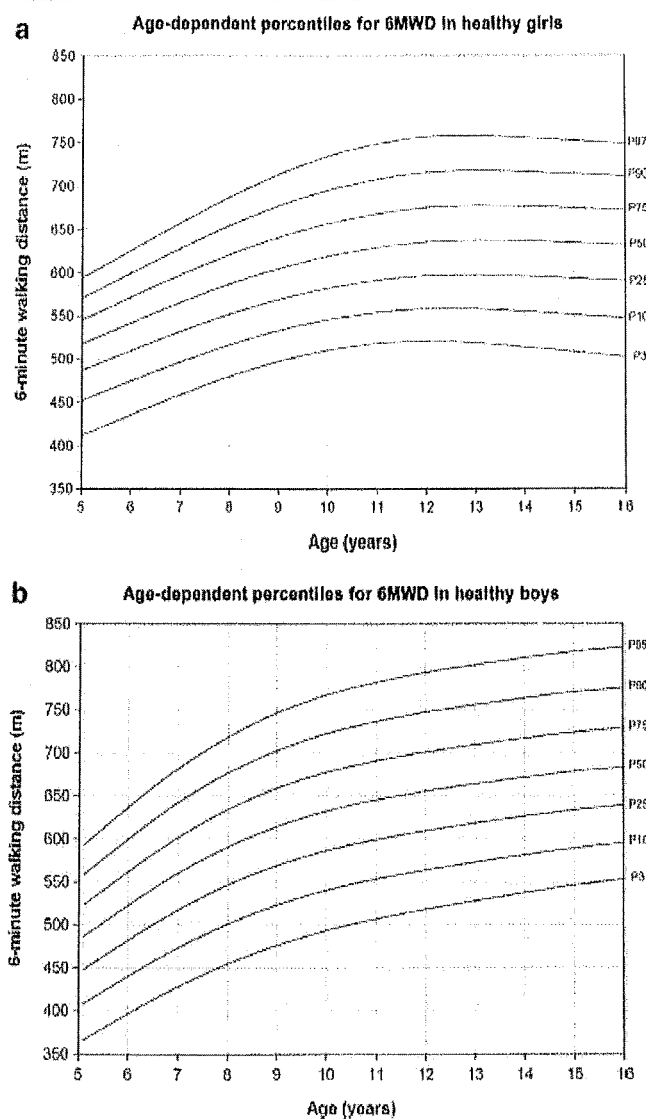 a
Age-dependent percentiles for 6MWD in healthy girls
850
800
750
700
650
600
550
500
450
400
350
6-minute walking distance (m)
P97
P90
P75
P50
P25
P10
P3
5 6 7 8 9 10 11 12 13 14 15 16
Age (years)
b
Age-dependent percentiles for 6MWD in healthy boys
850
800
750
700
650
600
550
500
450
400
350
6-minute walking distance (m)
P90
P75
P50
P25
P10
P3
5 6 7 8 9 10 11 12 13 14 15 16
Age (years)